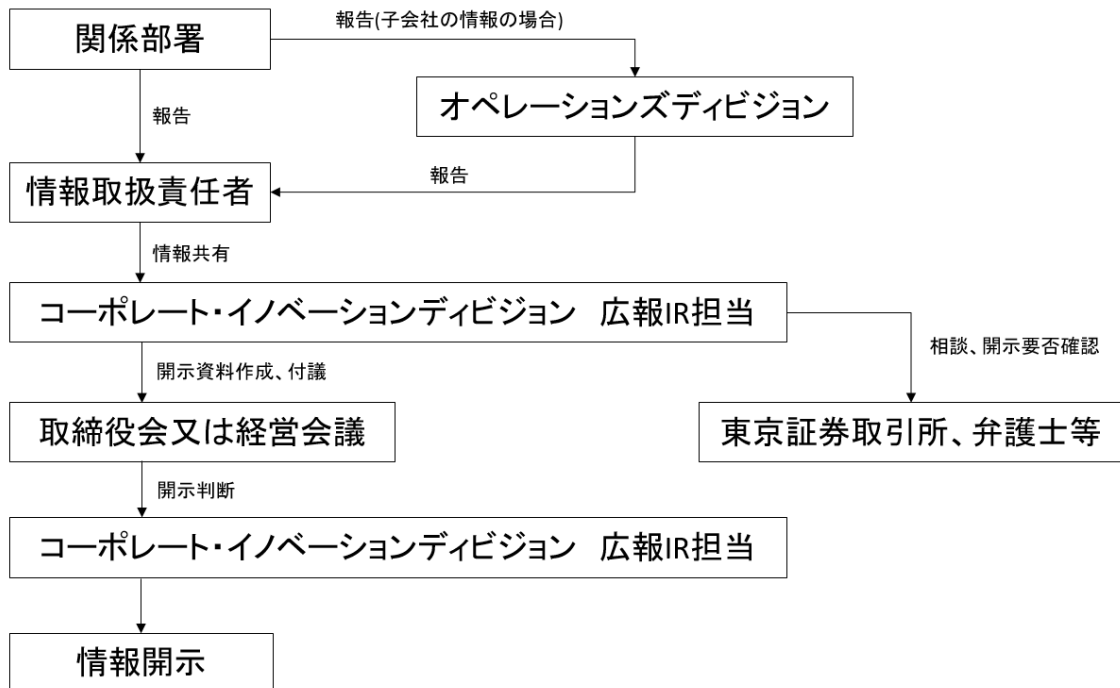 関係部署
報告(子会社の情報の場合)
オペレーションズディビジョン
報告
報告
情報取扱責任者
情報共有
コーポレート・イノベーションディビジョン　広報IR担当
相談、開示要否確認
開示資料作成、付議
取締役会又は経営会議
東京証券取引所、弁護士等
開示判断
コーポレート・イノベーションディビジョン　広報IR担当
情報開示